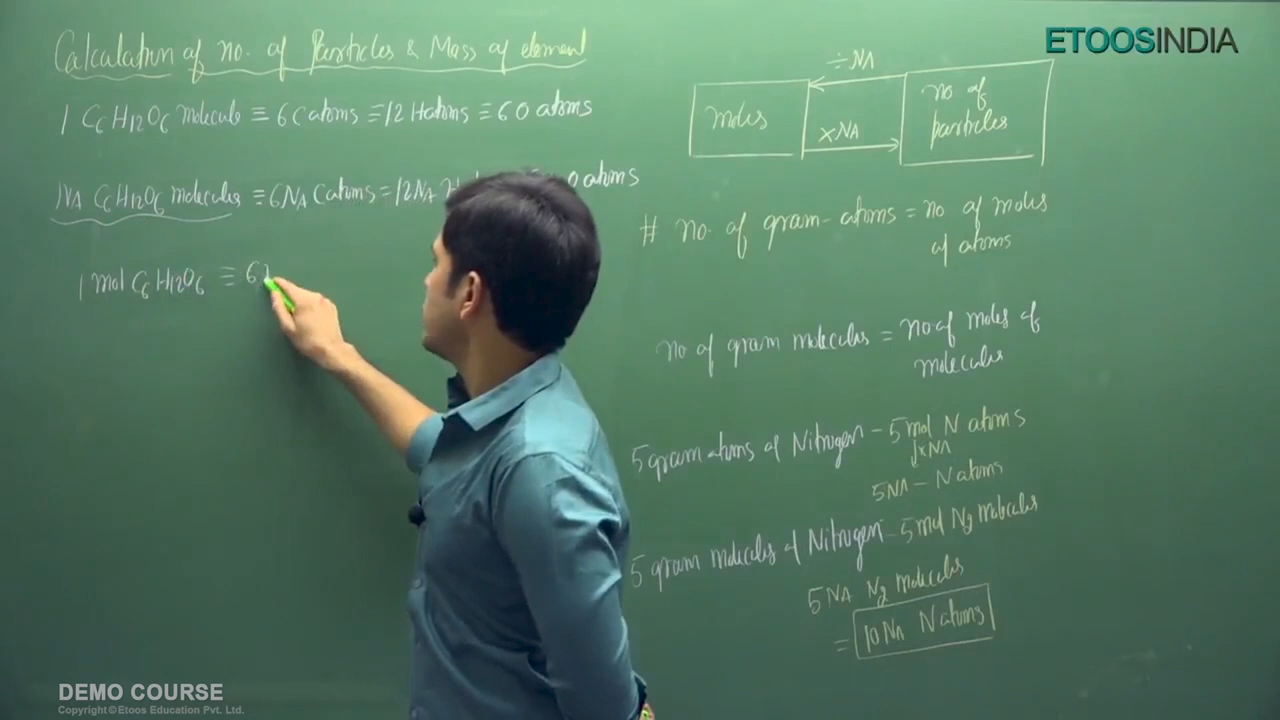 Calculation of no. of Particles & Mass of element
1 C6H12O6 molecule ≡ 6 C atoms ≡ 12 H atoms ≡ 6 O atoms
NA C6H12O6 molecules ≡ 6NA C atoms = 12NA O atoms
1 mol C6H12O6 ≡ 6
ETOOSINDIA
÷NA
moles
×NA
no of
particles
# no. of gram-atoms = no of moles
of atoms
no of gram molecules = no of moles of
molecules
5 gram atoms of Nitrogen - 5 mol N atoms
↓×NA
5NA - N atoms
5 gram molecules of Nitrogen - 5 mol N2 molecules
5NA N2 molecules
= 10NA N atoms
DEMO COURSE
Copyright © Etoos Education Pvt. Ltd.